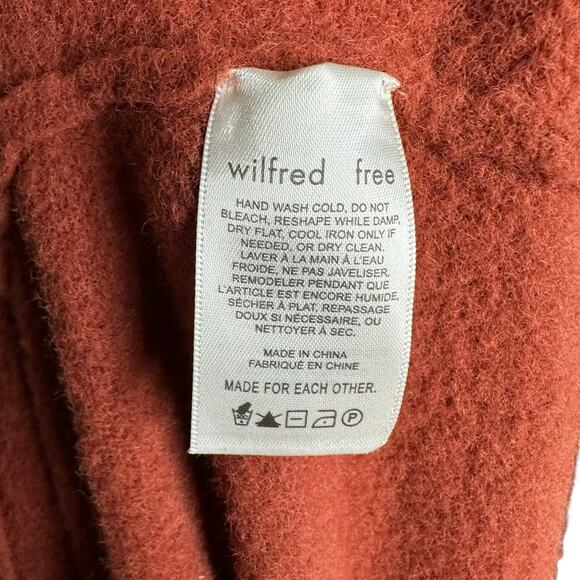 wilfred free
HAND WASH COLD, DO NOT
BLEACH, RESHAPE WHILE DAMP,
DRY FLAT, COOL IRON ONLY IF
NEEDED, OR DRY CLEAN.
LAVER À LA MAIN À L'EAU
FROIDE, NE PAS JAVELISER,
REMODELER PENDANT QUE
L'ARTICLE EST ENCORE HUMIDE,
SÉCHER À PLAT, REPASSAGE
DOUX SI NÉCESSAIRE, OU
NETTOYER À SEC.
MADE IN CHINA
FABRIQUÉ EN CHINE
MADE FOR EACH OTHER.
P